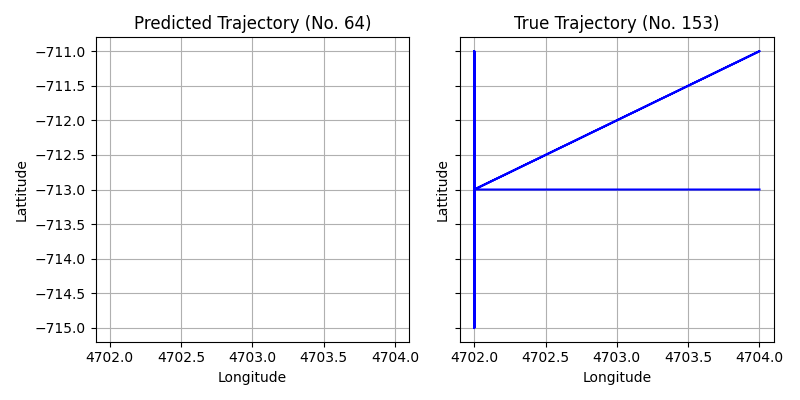 Predicted Trajectory (No. 64)
True Trajectory (No. 153)
Lattitude
−711.0
−711.5
−712.0
−712.5
−713.0
−713.5
−714.0
−714.5
−715.0
4702.0 4702.5 4703.0 4703.5 4704.0
Longitude
Lattitude
4702.0 4702.5 4703.0 4703.5 4704.0
Longitude